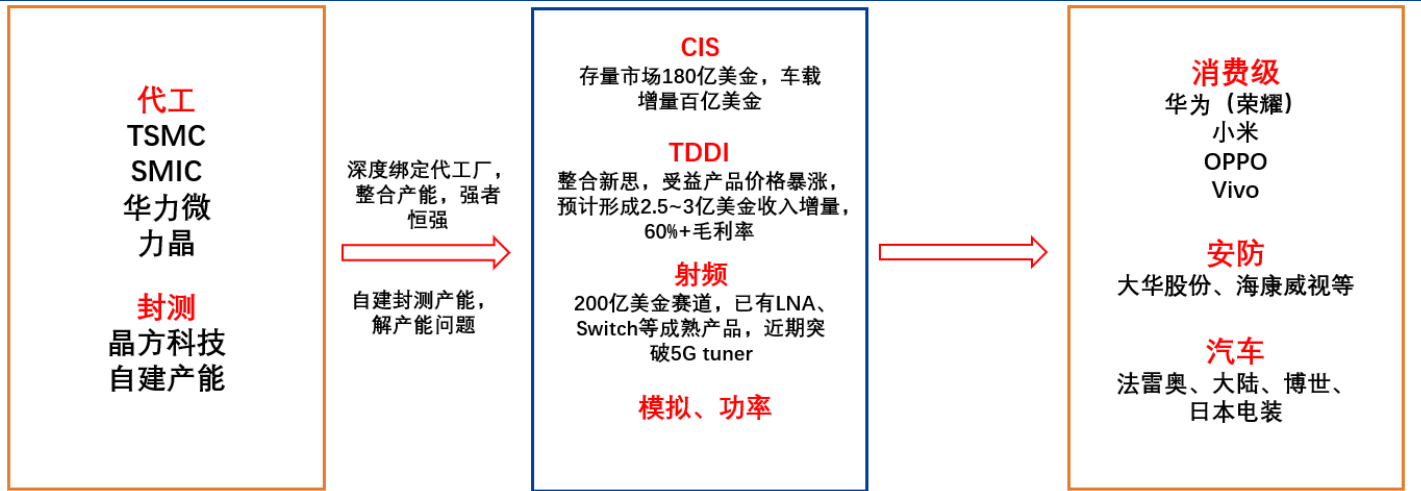 代工
TSMC
SMIC
华力微
力晶
封测
晶方科技
自建产能
深度绑定代工厂，
整合产能，强者
恒强
自建封测产能，
解产能问题
CIS
存量市场180亿美金，车载
增量百亿美金
TDDI
整合新思，受益产品价格暴涨，
预计形成2.5~3亿美金收入增量，
60%+毛利率
射频
200亿美金赛道，已有LNA、
Switch等成熟产品，近期突
破5G tuner
模拟、功率
消费级
华为（荣耀）
小米
OPPO
Vivo
安防
大华股份、海康威视等
汽车
法雷奥、大陆、博世、
日本电装